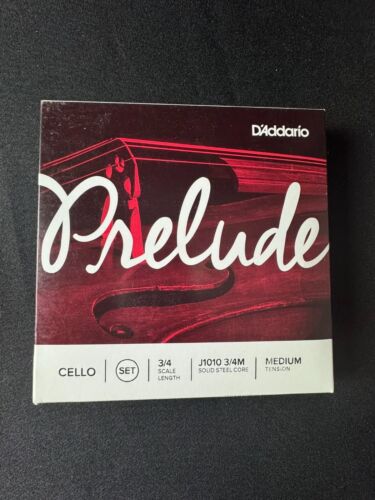 D'Addario
Prelude
CELLO
SET
3/4
SCALE
LENGTH
J1010 3/4M
SOLID STEEL CORE
MEDIUM
TENSION